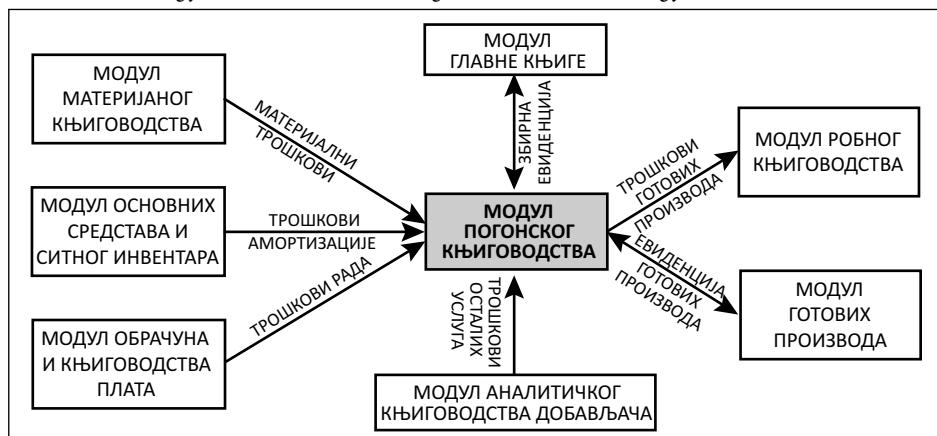 МОДУЛ
ГЛАВНЕ КЊИГЕ
МОДУЛ
МАТЕРИЈАНОГ
КЊИГОВОДСТВА
МАТЕРИЈАЛНИ
ТРОШКОВИ
ЗБИРНА
ЕВИДЕНЦИЈА
ТРОШКОВИ
ГОТОВИХ
ПРОИЗВОДА
МОДУЛ РОБНОГ
КЊИГОВОДСТВА
МОДУЛ ОСНОВНИХ
СРЕДСТАВА И
СИТНОГ ИНВЕНТАРА
ТРОШКОВИ
АМОРТИЗАЦИЈЕ
МОДУЛ
ПОГОНСКОГ
КЊИГОВОДСТВА
ЕВИДЕНЦИЈА
ГОТОВИХ
ПРОИЗВОДА
МОДУЛ
ГОТОВИХ
ПРОИЗВОДА
МОДУЛ ОБРАЧУНА
И КЊИГОВОДСТВА
ПЛАТА
ТРОШКОВИ РАДА
ТРОШКОВИ
ОСТАЛИХ
УСЛУГА
МОДУЛ АНАЛИТИЧКОГ
КЊИГОВОДСТВА ДОБАВЉАЧА